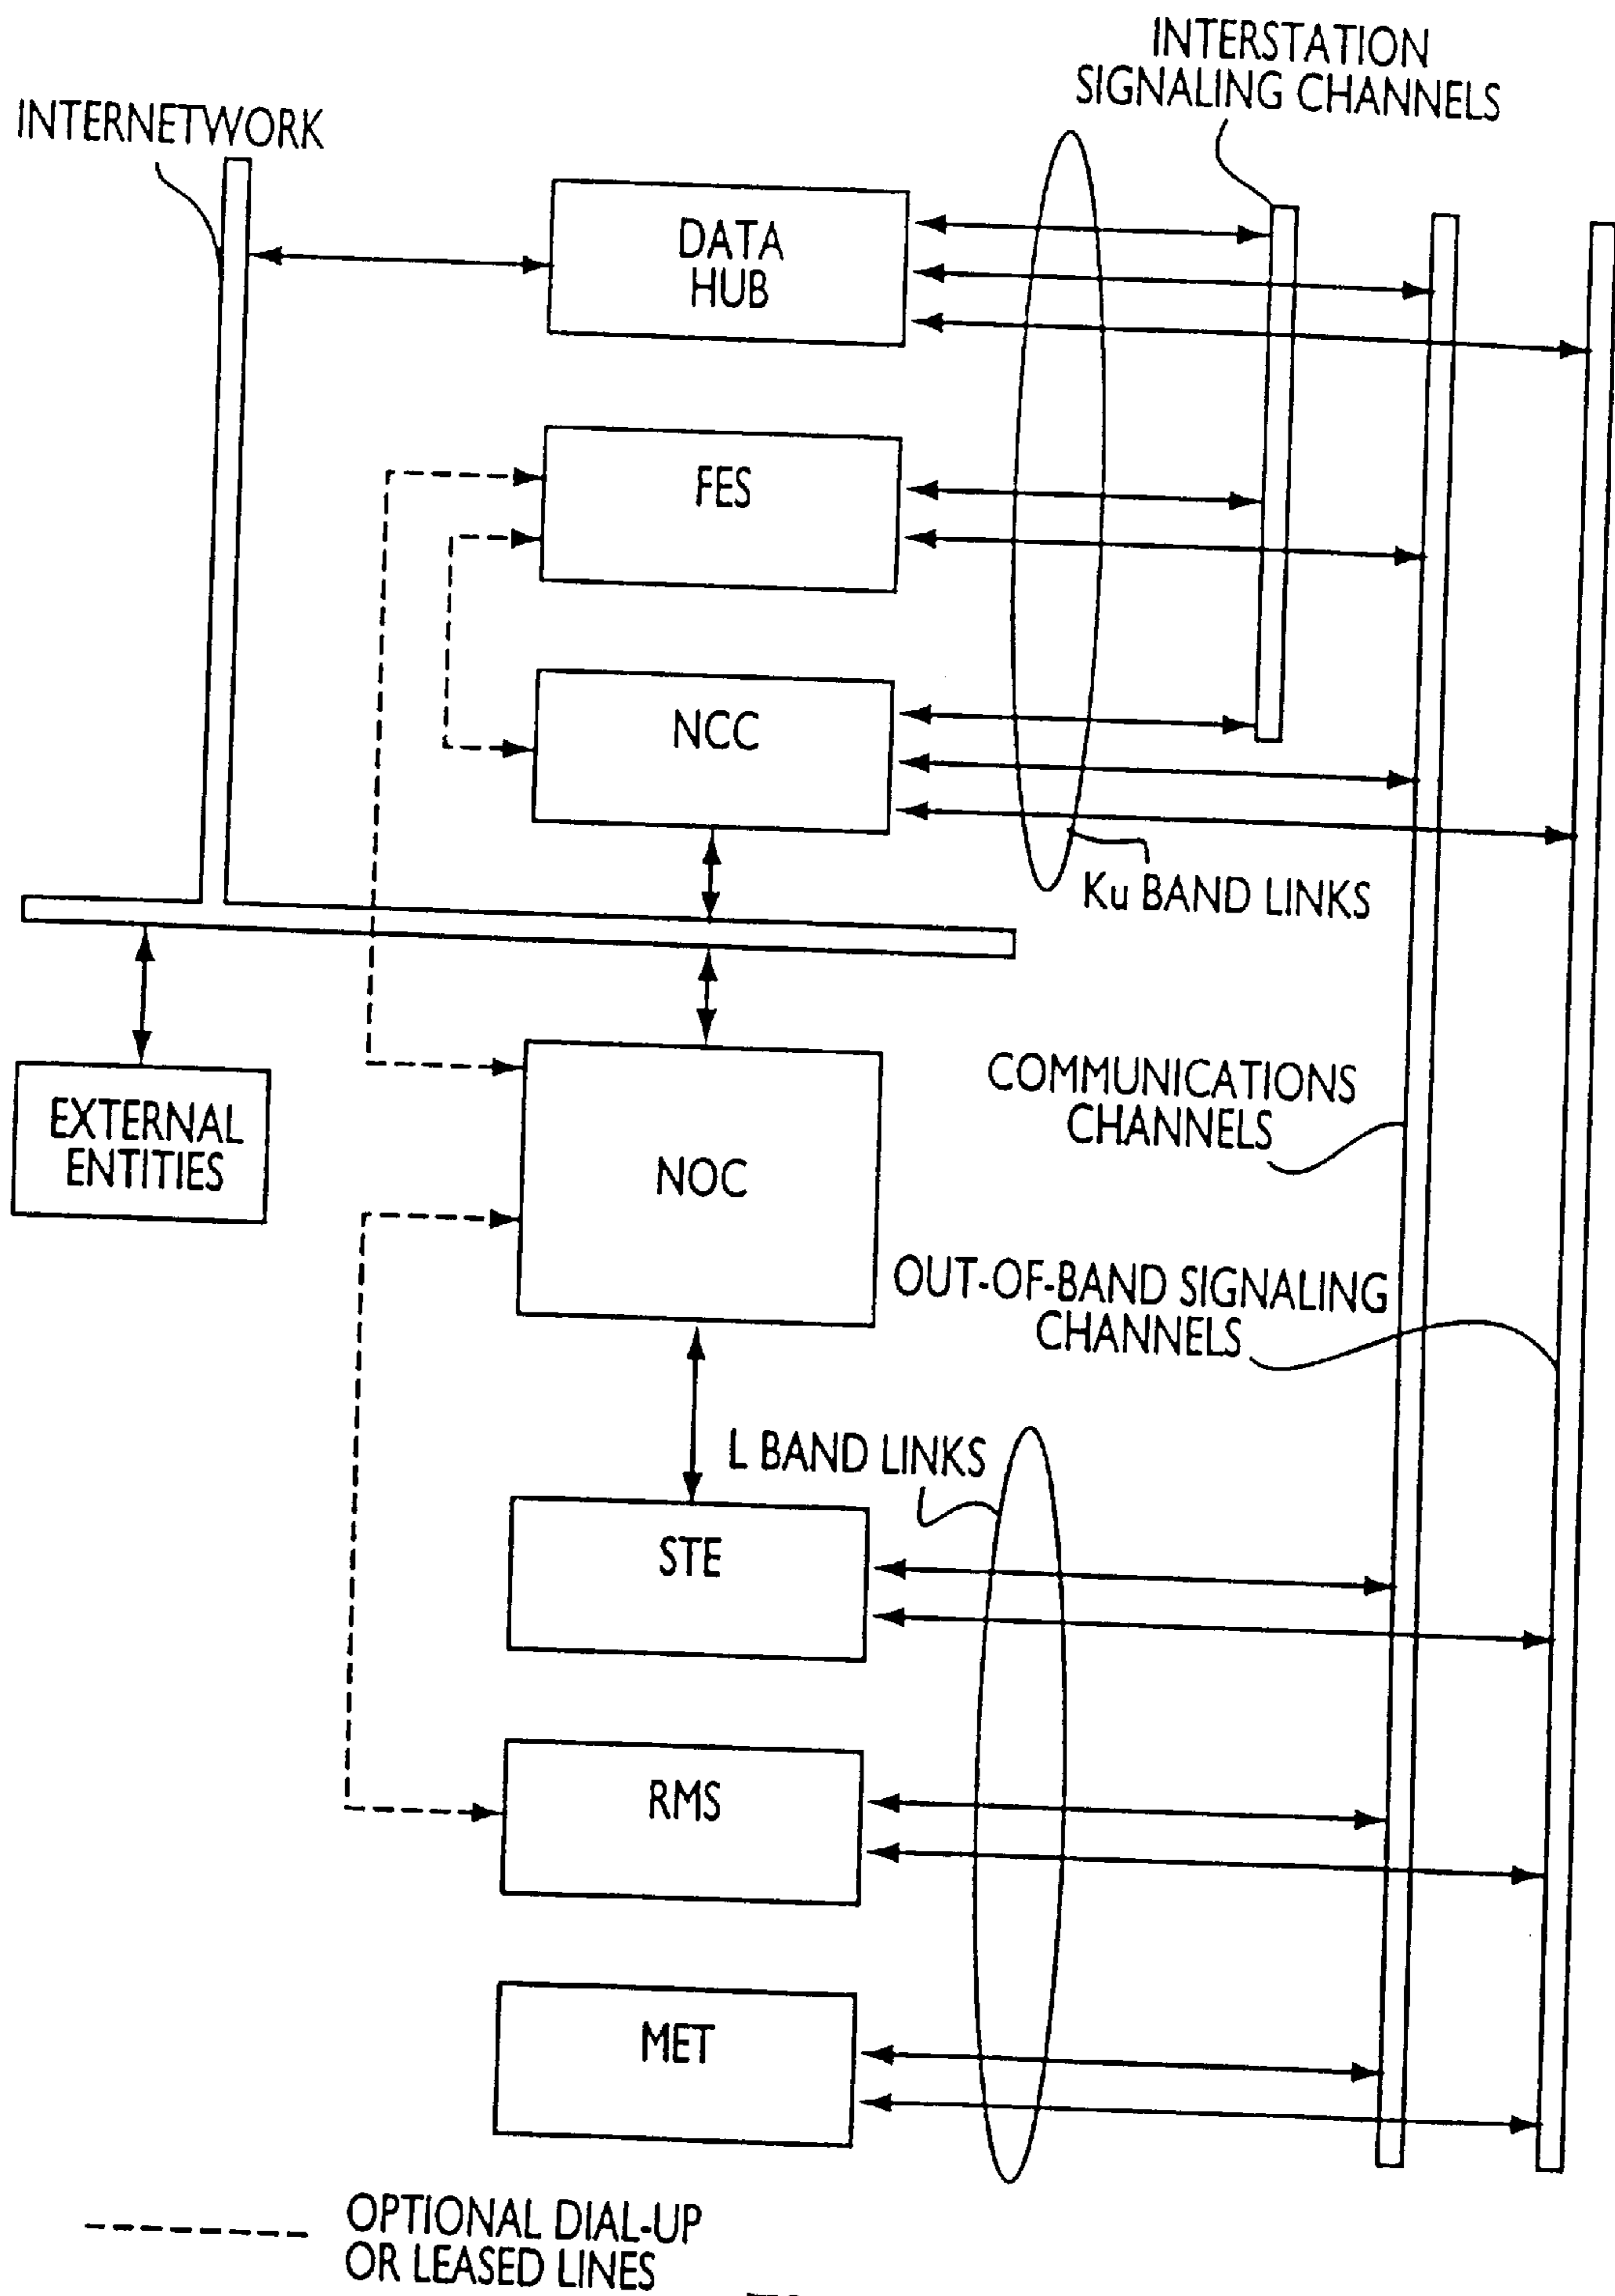 INTERSTATION
SIGNALING CHANNELS
INTERNETWORK
DATA
HUB
FES
NCC
Ku BAND LINKS
COMMUNICATIONS
CHANNELS
EXTERNAL
ENTITIES
NOC
OUT-OF-BAND SIGNALING
CHANNELS
L BAND LINKS
STE
RMS
MET
OPTIONAL DIAL-UP
OR LEASED LINES